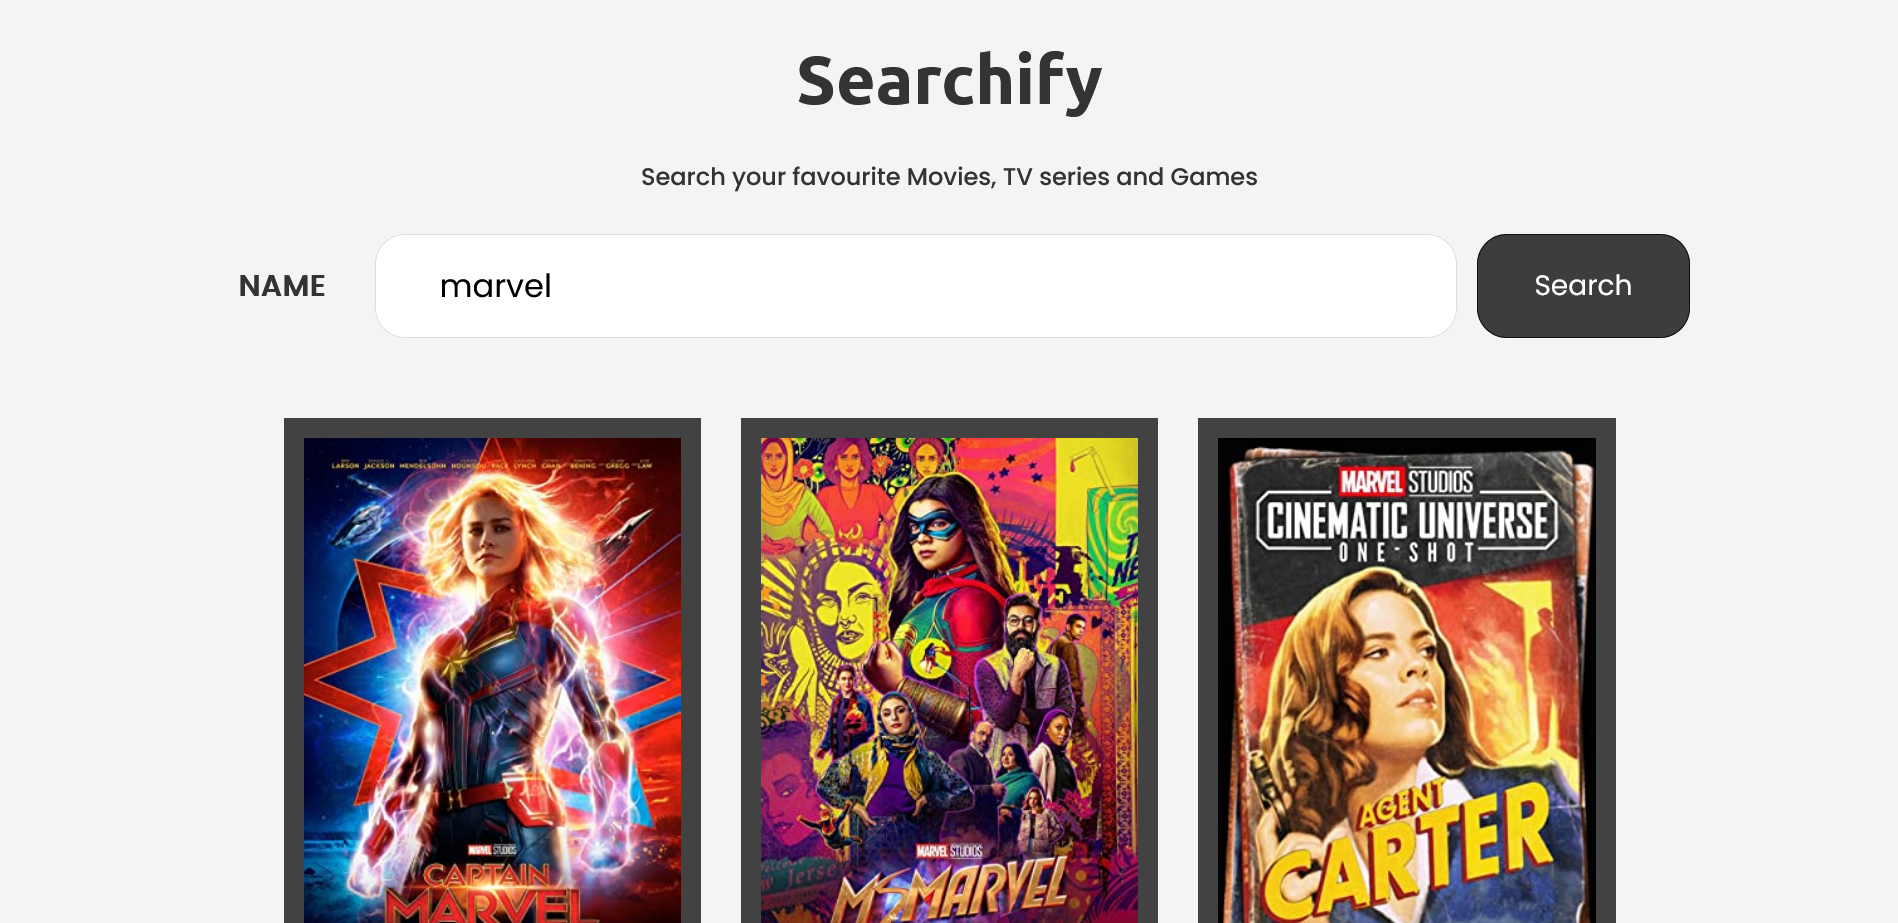 Searchify
Search your favourite Movies, TV series and Games
NAME
marvel
Search
LARSON JACKSON MENDELSOHN HOUNSOU PACE LYNCH CHAN BENING GREGG LAW
MARVEL STUDIOS
CAPTAIN
MARVEL
MARVEL STUDIOS
MS MARVEL
MARVEL STUDIOS
CINEMATIC UNIVERSE
ONE-SHOT
AGENT
CARTER